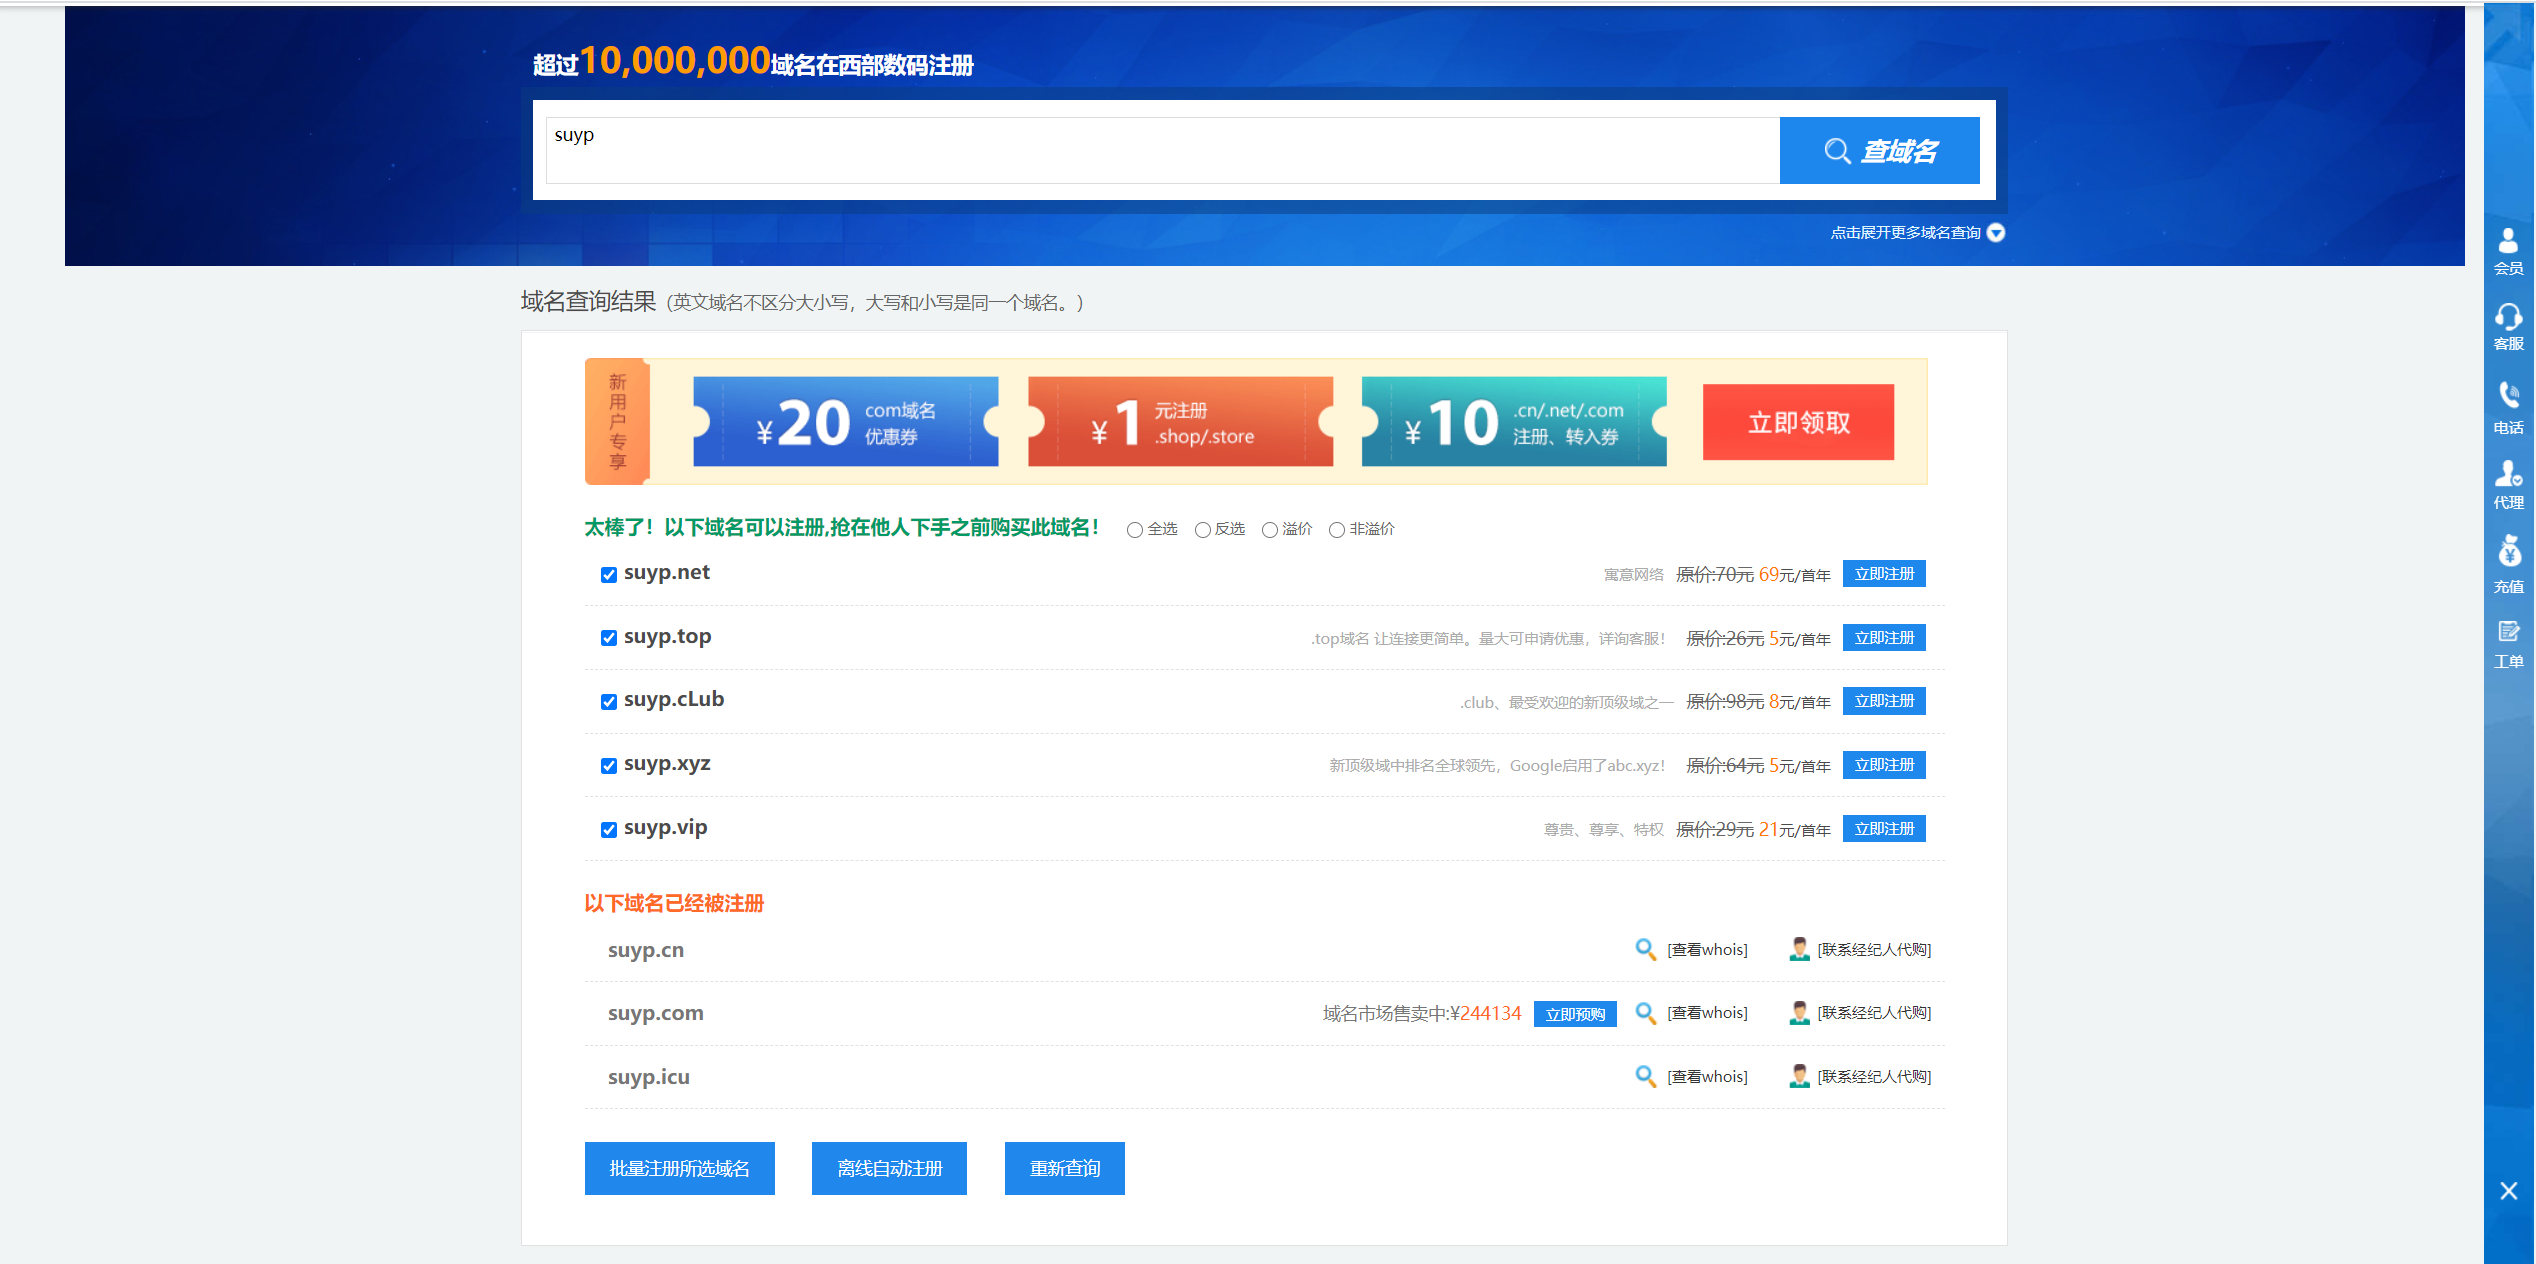 超过10,000,000域名在西部数码注册
suyp
查域名
点击展开更多域名查询
域名查询结果（英文域名不区分大小写，大写和小写是同一个域名。）
新用户专享
¥20 com域名优惠券
¥1 元注册.shop/.store
¥10 .cn/.net/.com注册、转入券
立即领取
太棒了！以下域名可以注册,抢在他人下手之前购买此域名！ 全选 反选 溢价 非溢价
suyp.net 寓意网络 原价:70元 69元/首年 立即注册
suyp.top .top域名 让连接更简单。量大可申请优惠，详询客服！ 原价:26元 5元/首年 立即注册
suyp.cLub .club、最受欢迎的新顶级域之一 原价:98元 8元/首年 立即注册
suyp.xyz 新顶级域中排名全球领先，Google启用了abc.xyz！ 原价:64元 5元/首年 立即注册
suyp.vip 尊贵、尊享、特权 原价:29元 21元/首年 立即注册
以下域名已经被注册
suyp.cn [查看whois] [联系经纪人代购]
suyp.com 域名市场售卖中:¥244134 立即预购 [查看whois] [联系经纪人代购]
suyp.icu [查看whois] [联系经纪人代购]
批量注册所选域名 离线自动注册 重新查询
会员
客服
电话
代理
充值
工单